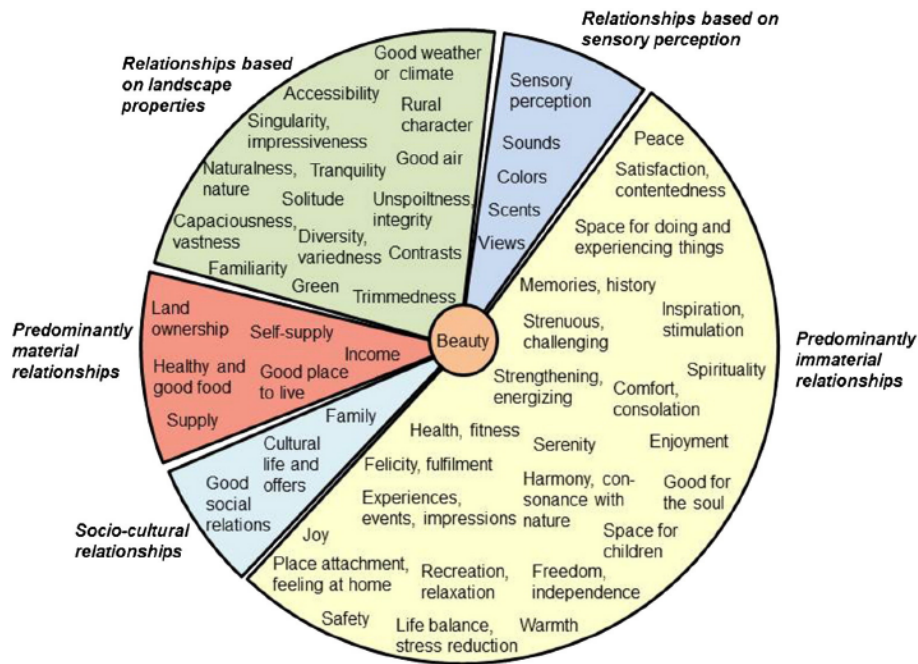 Relationships based on
sensory perception
Relationships based
on landscape
properties
Good weather
or climate
Accessibility
Rural
character
Singularity,
impressiveness
Good air
Naturalness,
nature
Tranquility
Solitude
Unspoiltness,
integrity
Capaciousness,
vastness
Diversity,
variedness
Contrasts
Familiarity
Green
Trimmedness
Sensory
perception
Sounds
Colors
Scents
Views
Peace
Satisfaction,
contentedness
Space for doing and
experiencing things
Memories, history
Inspiration,
stimulation
Strenuous,
challenging
Predominantly
immaterial
relationships
Spirituality
Strengthening,
energizing
Comfort,
consolation
Health, fitness
Serenity
Enjoyment
Felicity, fulfilment
Harmony, con-
sonance with
nature
Good for
the soul
Experiences,
events, impressions
Space for
children
Joy
Place attachment,
feeling at home
Recreation,
relaxation
Freedom,
independence
Safety
Life balance,
stress reduction
Warmth
Beauty
Predominantly
material
relationships
Land
ownership
Self-supply
Income
Healthy and
good food
Good place
to live
Supply
Socio-cultural
relationships
Family
Cultural
life and
offers
Good
social
relations